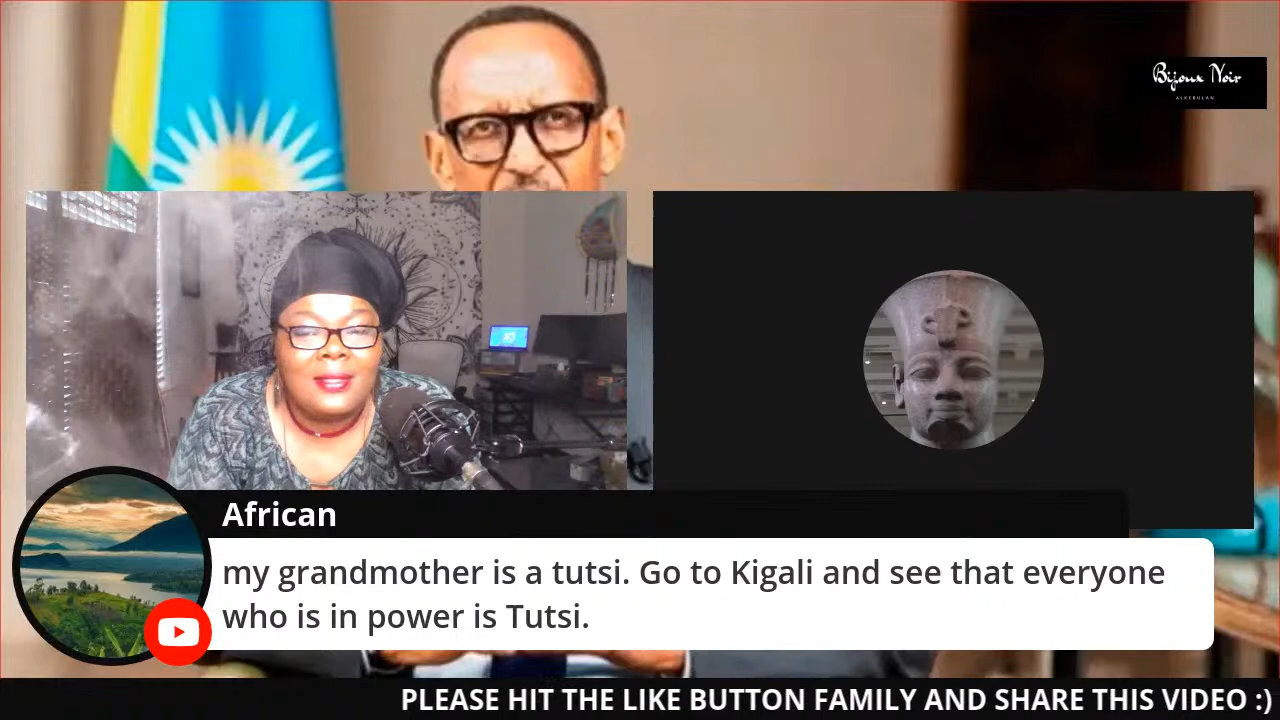 Bijoux Noir
ALKEBULAN
African
my grandmother is a tutsi. Go to Kigali and see that everyone
who is in power is Tutsi.
PLEASE HIT THE LIKE BUTTON FAMILY AND SHARE THIS VIDEO :)